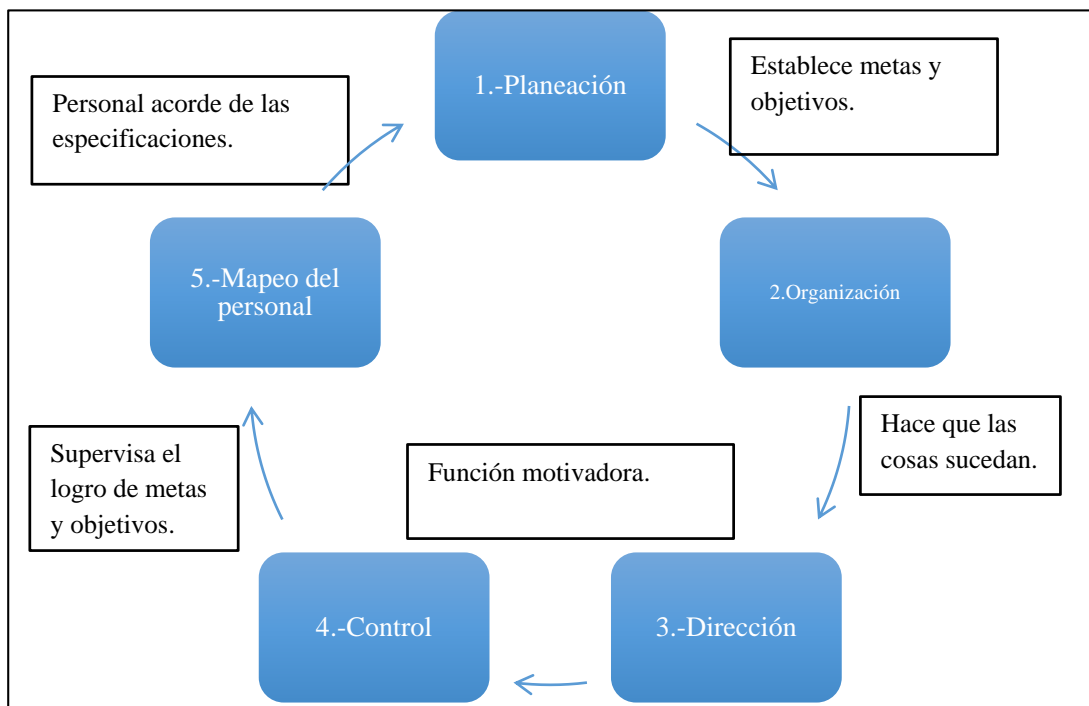 1.-Planeación
Establece metas y
objetivos.
2.Organización
Hace que las
cosas sucedan.
3.-Dirección
Función motivadora.
4.-Control
Supervisa el
logro de metas
y objetivos.
5.-Mapeo del
personal
Personal acorde de las
especificaciones.